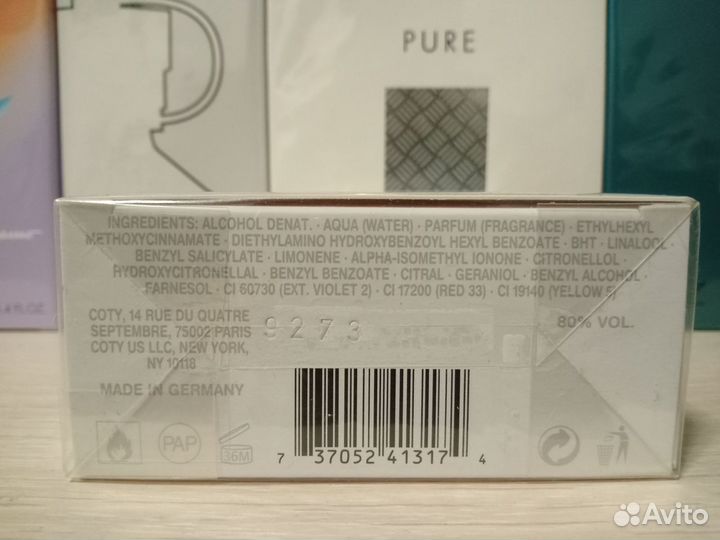 PURE
INGREDIENTS: ALCOHOL DENAT. · AQUA (WATER) · PARFUM (FRAGRANCE) · ETHYLHEXYL
METHOXYCINNAMATE · DIETHYLAMINO HYDROXYBENZOYL HEXYL BENZOATE · BHT · LINALOOL ·
BENZYL SALICYLATE · LIMONENE · ALPHA-ISOMETHYL IONONE · CITRONELLOL ·
HYDROXYCITRONELLAL · BENZYL BENZOATE · CITRAL · GERANIOL · BENZYL ALCOHOL ·
FARNESOL · CI 60730 (EXT. VIOLET 2) · CI 17200 (RED 33) · CI 19140 (YELLOW 5)
COTY, 14 RUE DU QUATRE
SEPTEMBRE, 75002 PARIS
COTY US LLC, NEW YORK,
NY 10118
9273
80% VOL.
MADE IN GERMANY
PAP
36M
7 37052 41317 4
Avito